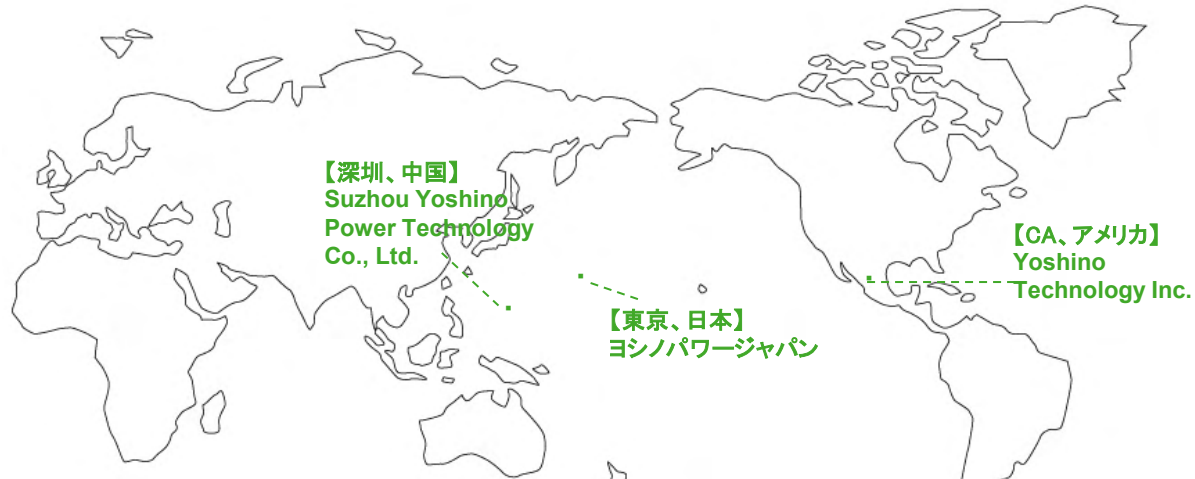 【深圳、中国】
Suzhou Yoshino
Power Technology
Co., Ltd.
【東京、日本】
ヨシノパワージャパン
【CA、アメリカ】
Yoshino
Technology Inc.